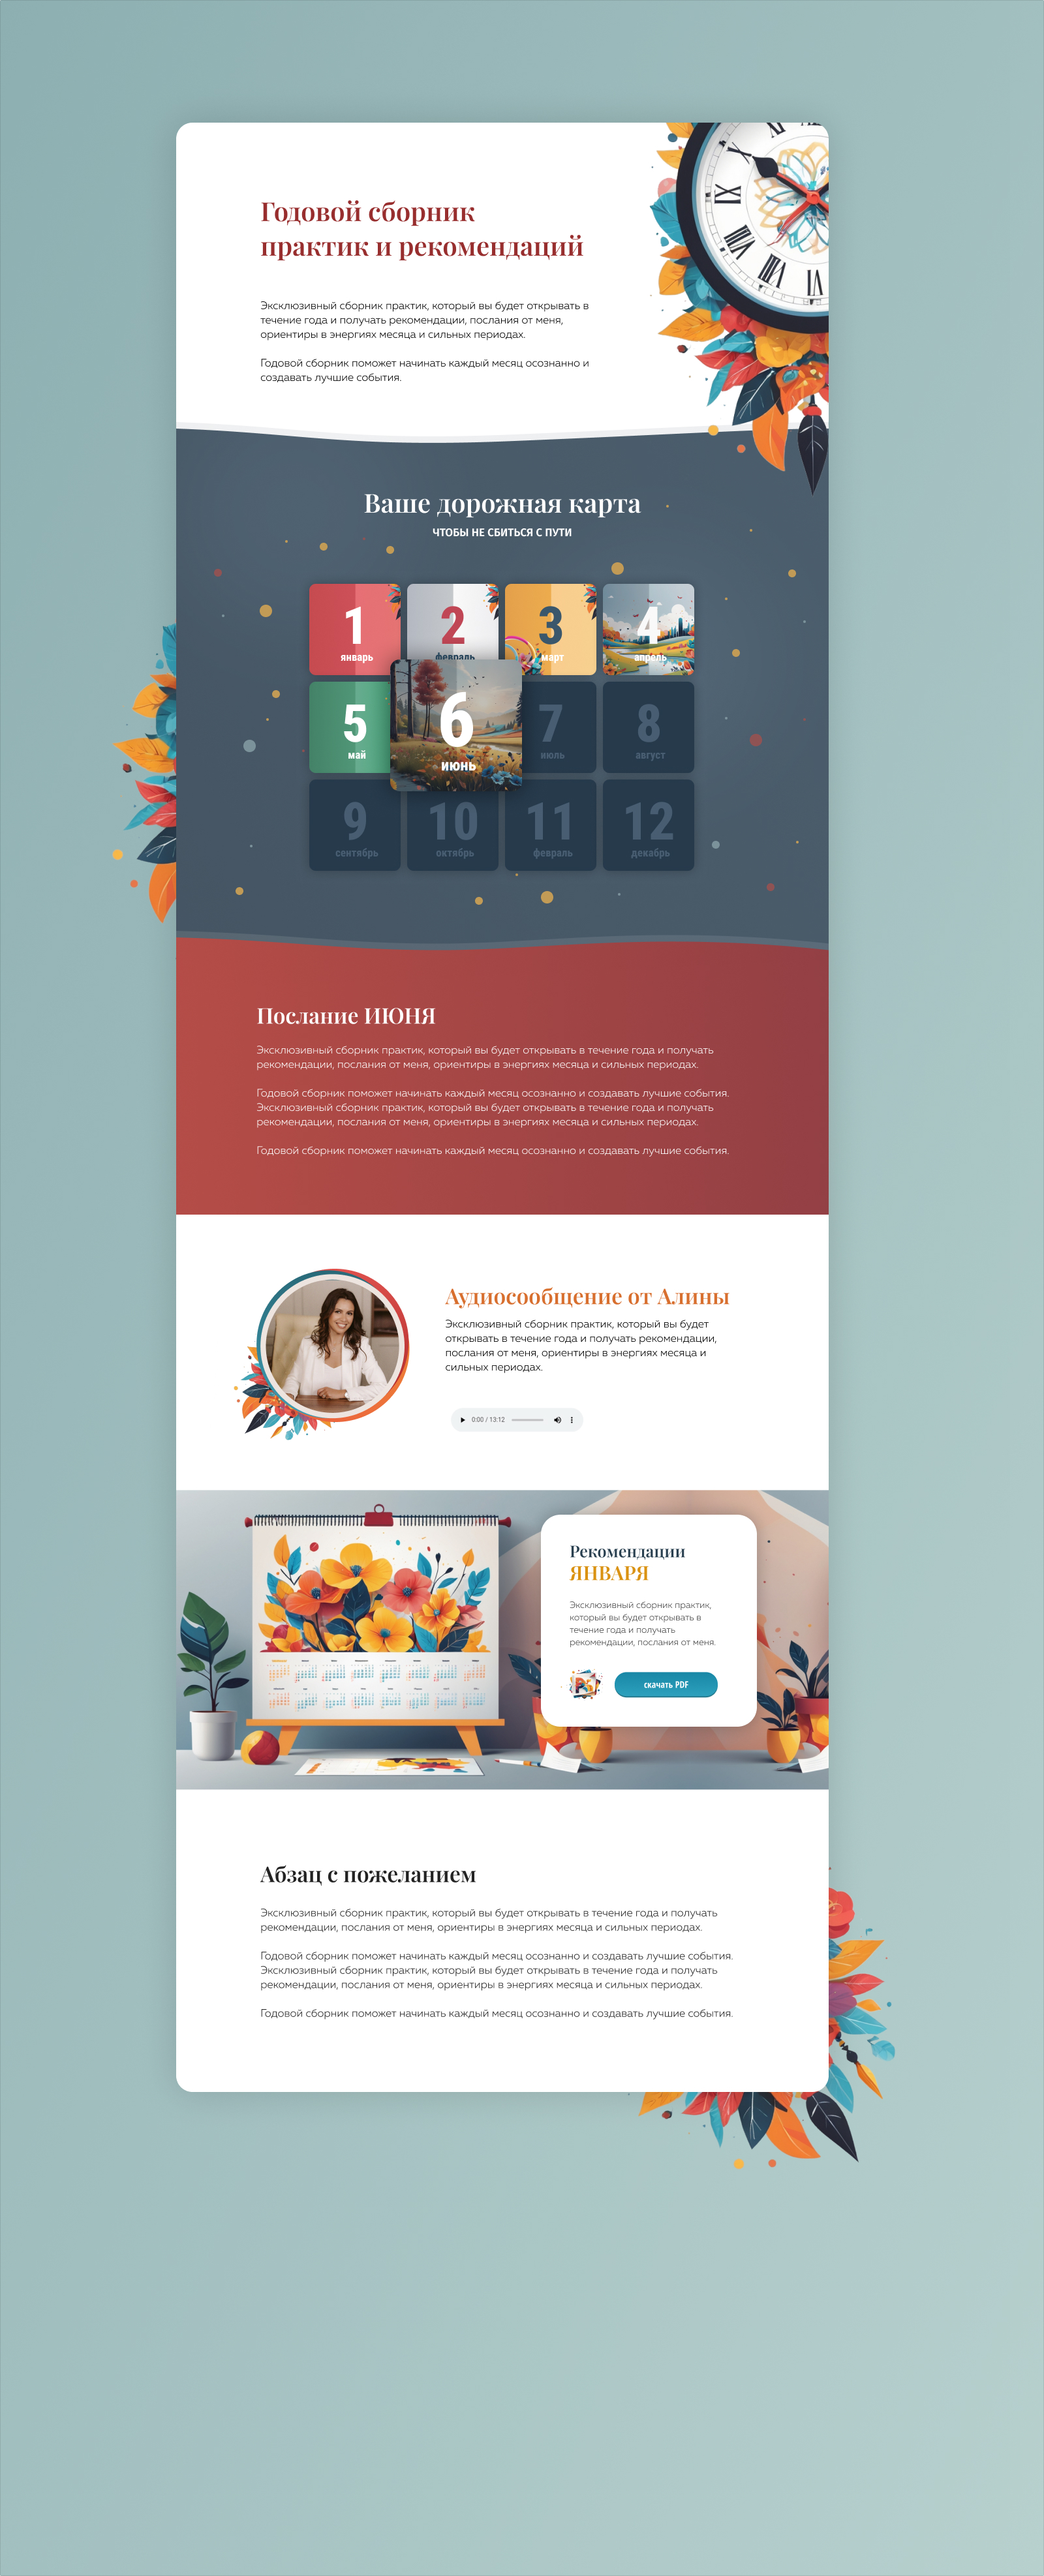 Годовой сборник
практик и рекомендаций
Эксклюзивный сборник практик, который вы будет открывать в
течение года и получать рекомендации, послания от меня,
ориентиры в энергиях месяца и сильных периодах.
Годовой сборник поможет начинать каждый месяц осознанно и
создавать лучшие события.
IX
VIII
VII
VI
Ваше дорожная карта
ЧТОБЫ НЕ СБИТЬСЯ С ПУТИ
1
январь
2
февраль
3
март
4
апрель
5
май
6
июнь
7
июль
8
август
9
сентябрь
10
октябрь
11
февраль
12
декабрь
Послание ИЮНЯ
Эксклюзивный сборник практик, который вы будет открывать в течение года и получать
рекомендации, послания от меня, ориентиры в энергиях месяца и сильных периодах.
Годовой сборник поможет начинать каждый месяц осознанно и создавать лучшие события.
Эксклюзивный сборник практик, который вы будет открывать в течение года и получать
рекомендации, послания от меня, ориентиры в энергиях месяца и сильных периодах.
Годовой сборник поможет начинать каждый месяц осознанно и создавать лучшие события.
Аудиосообщение от Алины
Эксклюзивный сборник практик, который вы будет
открывать в течение года и получать рекомендации,
послания от меня, ориентиры в энергиях месяца и
сильных периодах.
0:00 / 13:12
Рекомендации
ЯНВАРЯ
Эксклюзивный сборник практик,
который вы будет открывать в
течение года и получать
рекомендации, послания от меня.
скачать PDF
Абзац с пожеланием
Эксклюзивный сборник практик, который вы будет открывать в течение года и получать
рекомендации, послания от меня, ориентиры в энергиях месяца и сильных периодах.
Годовой сборник поможет начинать каждый месяц осознанно и создавать лучшие события.
Эксклюзивный сборник практик, который вы будет открывать в течение года и получать
рекомендации, послания от меня, ориентиры в энергиях месяца и сильных периодах.
Годовой сборник поможет начинать каждый месяц осознанно и создавать лучшие события.